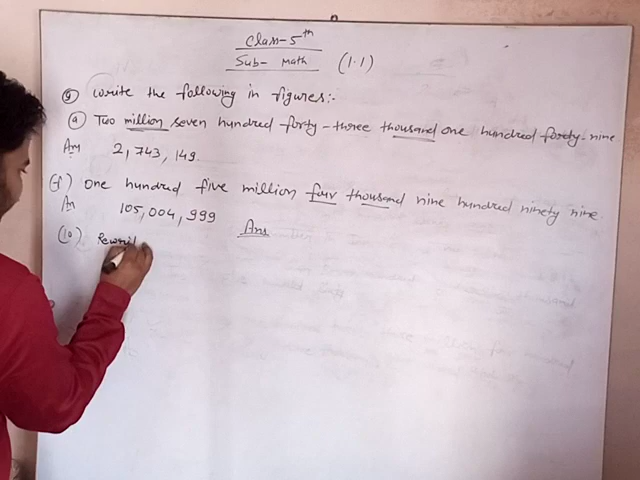 Class-5th
Sub- Math (1.1)
9 Write the following in figures:-
(a) Two million seven hundred forty-three thousand one hundred forty-nine
Ans 2,743,149.
(f) One hundred five million four thousand nine hundred ninety nine
An 105,004,999 Ans
(10) Rewrit